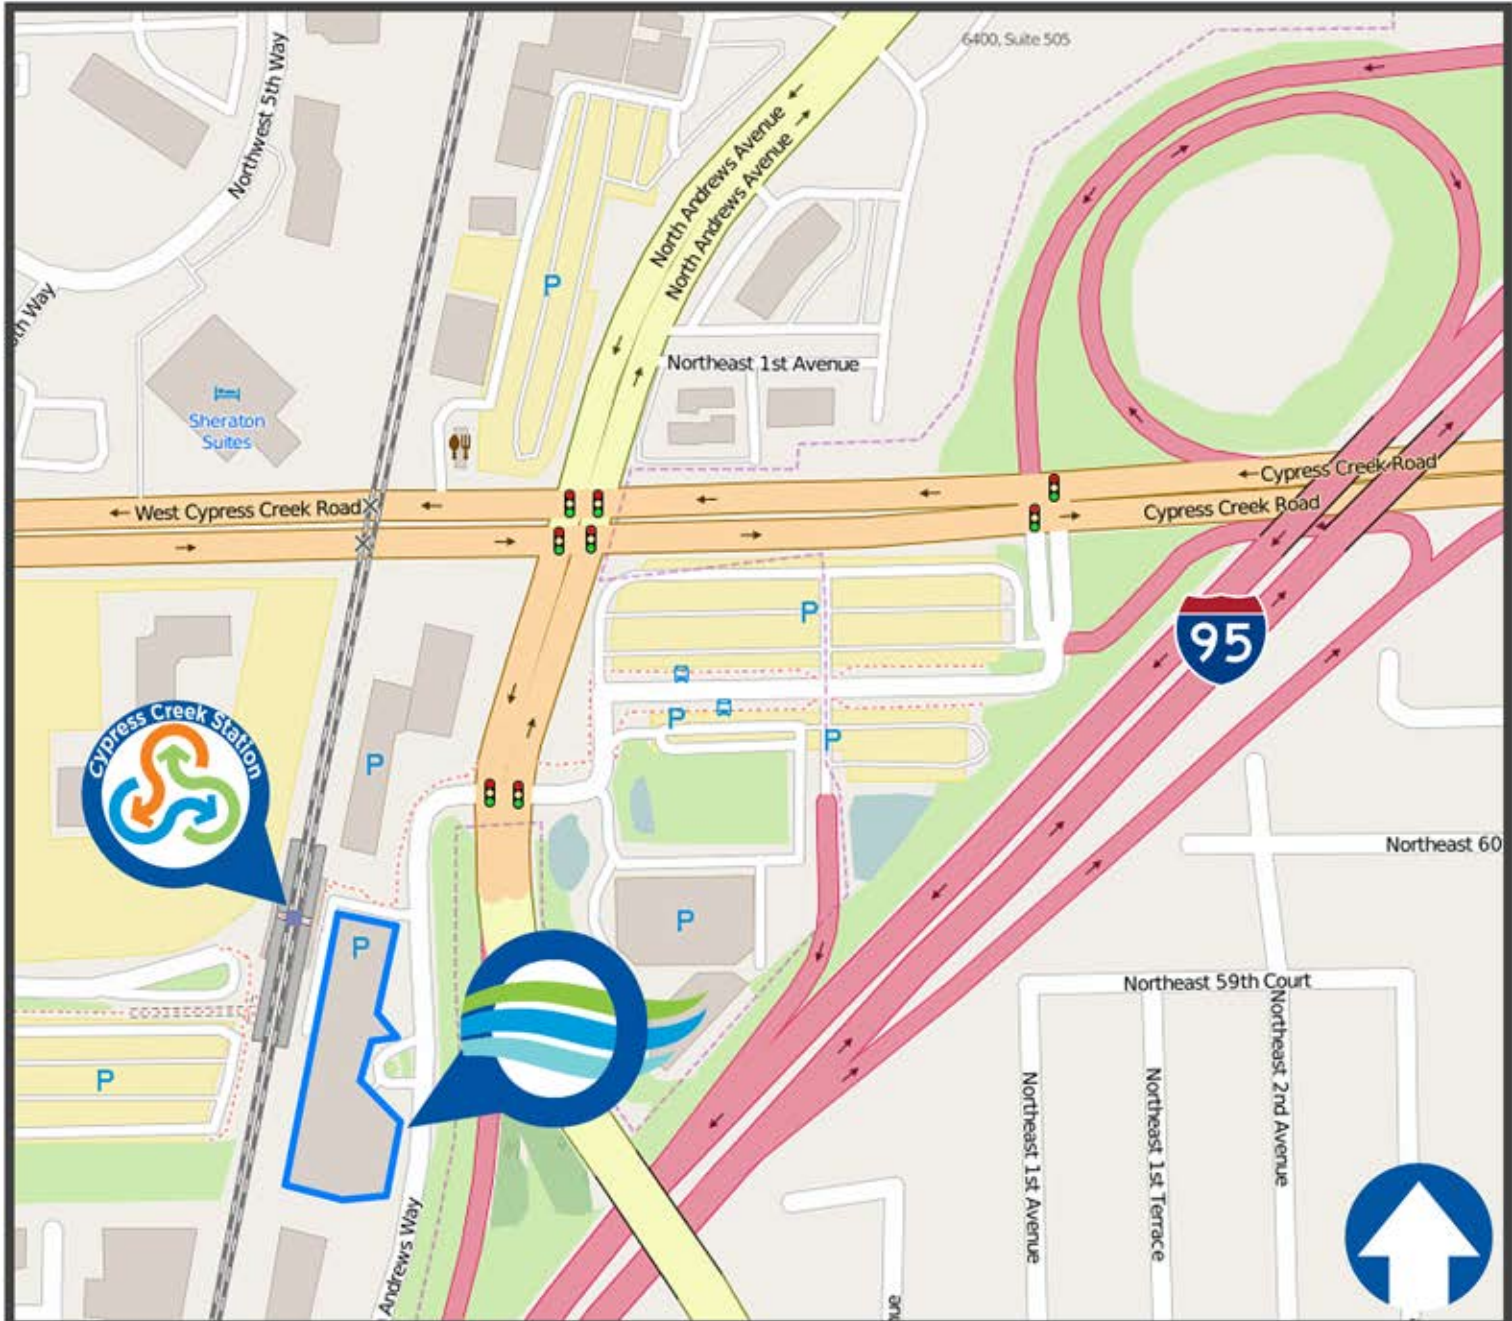 6400, Suite 505
Northwest 5th Way
North Andrews Avenue
North Andrews Avenue
P
th Way
Northeast 1st Avenue
Sheraton
Suites
West Cypress Creek Road
Cypress Creek Road
Cypress Creek Road
P
95
P
P
P
Cypress Creek Station
Northeast 60
P
P
Northeast 59th Court
P
Northeast 2nd Avenue
Northeast 1st Avenue
Northeast 1st Terrace
Andrews Way